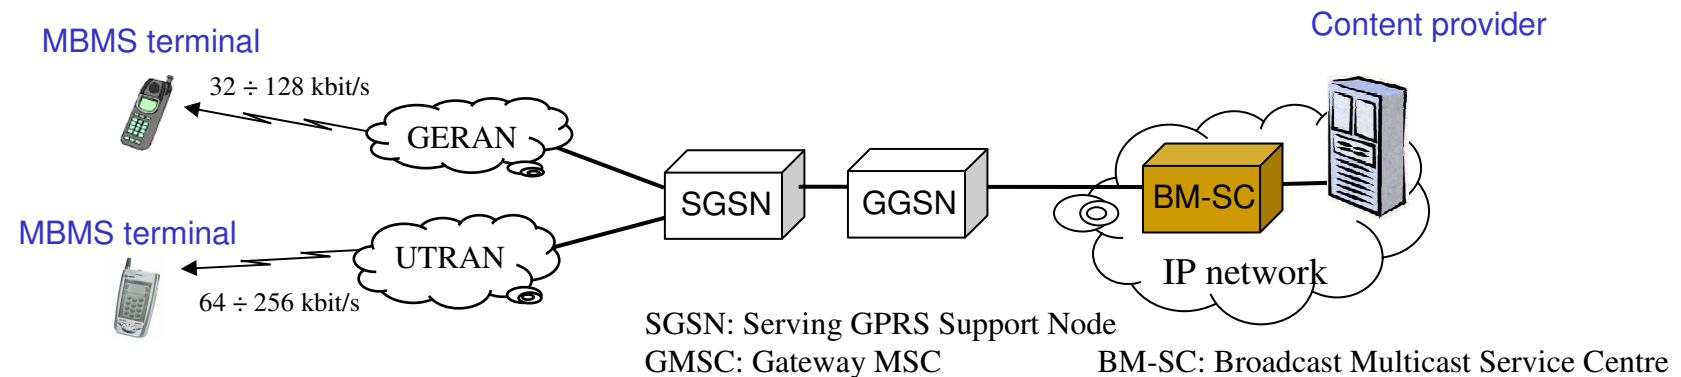 Content provider
MBMS terminal
32 ÷ 128 kbit/s
GERAN
SGSN
GGSN
BM-SC
MBMS terminal
UTRAN
IP network
64 ÷ 256 kbit/s
SGSN: Serving GPRS Support Node
GMSC: Gateway MSC
BM-SC: Broadcast Multicast Service Centre